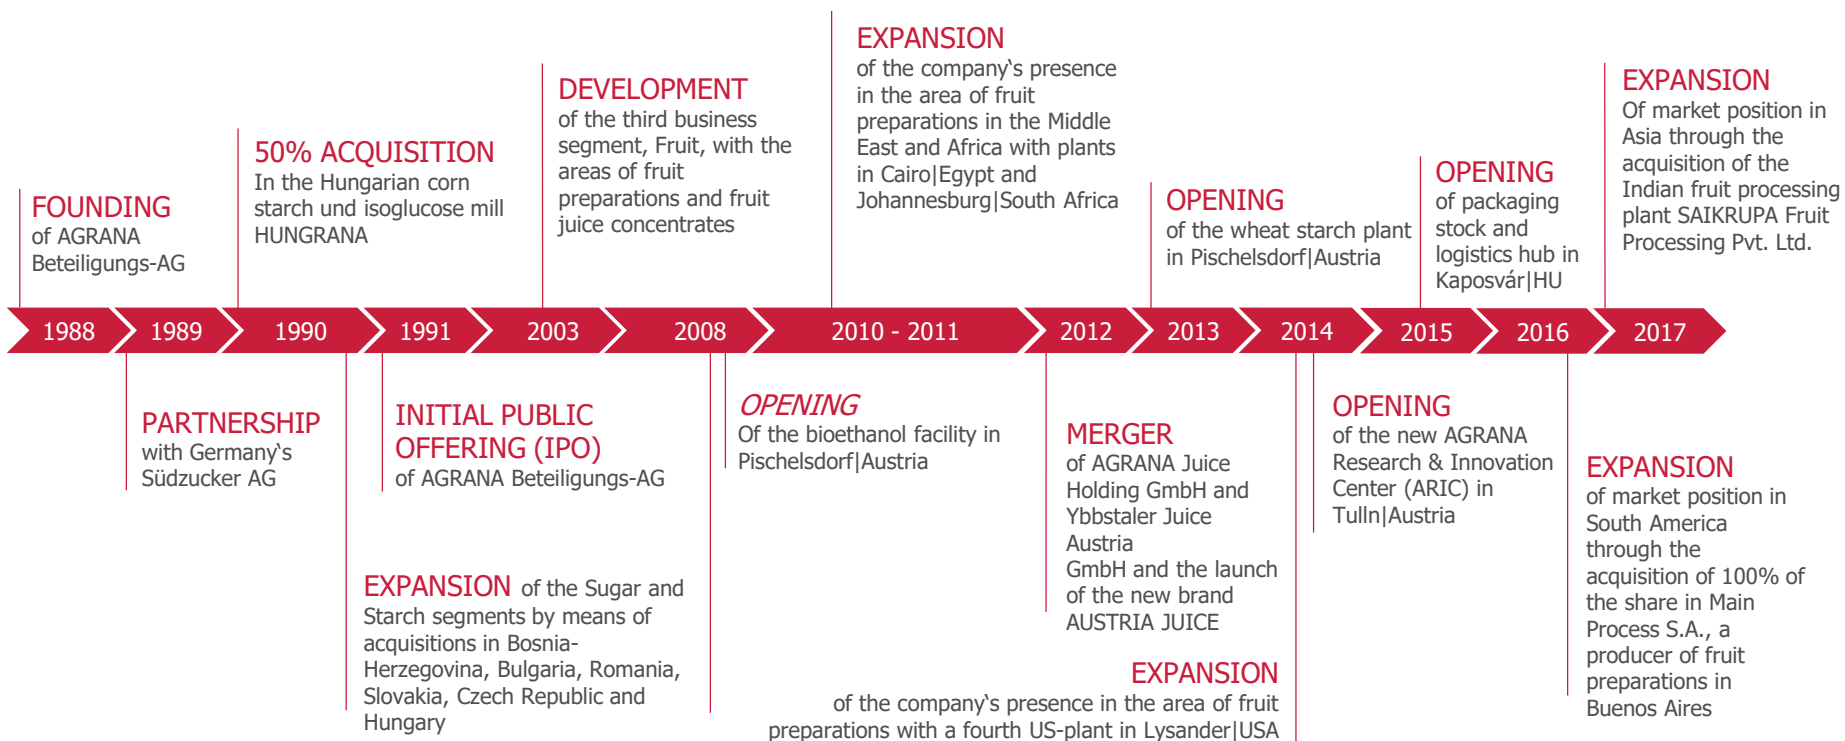 FOUNDING
of AGRANA
Beteiligungs-AG
50% ACQUISITION
In the Hungarian corn
starch und isoglucose mill
HUNGRANA
DEVELOPMENT
of the third business
segment, Fruit, with the
areas of fruit
preparations and fruit
juice concentrates
EXPANSION
of the company‘s presence
in the area of fruit
preparations in the Middle
East and Africa with plants
in Cairo|Egypt and
Johannesburg|South Africa
OPENING
of the wheat starch plant
in Pischelsdorf|Austria
OPENING
of packaging
stock and
logistics hub in
Kaposvár|HU
EXPANSION
Of market position in
Asia through the
acquisition of the
Indian fruit processing
plant SAIKRUPA Fruit
Processing Pvt. Ltd.
1988 1989 1990 1991 2003 2008 2010 - 2011 2012 2013 2014 2015 2016 2017
PARTNERSHIP
with Germany‘s
Südzucker AG
EXPANSION of the Sugar and
Starch segments by means of
acquisitions in Bosnia-
Herzegovina, Bulgaria, Romania,
Slovakia, Czech Republic and
Hungary
INITIAL PUBLIC
OFFERING (IPO)
of AGRANA Beteiligungs-AG
OPENING
Of the bioethanol facility in
Pischelsdorf|Austria
MERGER
of AGRANA Juice
Holding GmbH and
Ybbstaler Juice
Austria
GmbH and the launch
of the new brand
AUSTRIA JUICE
EXPANSION
of the company‘s presence in the area of fruit
preparations with a fourth US-plant in Lysander|USA
OPENING
of the new AGRANA
Research & Innovation
Center (ARIC) in
Tulln|Austria
EXPANSION
of market position in
South America
through the
acquisition of 100% of
the share in Main
Process S.A., a
producer of fruit
preparations in
Buenos Aires